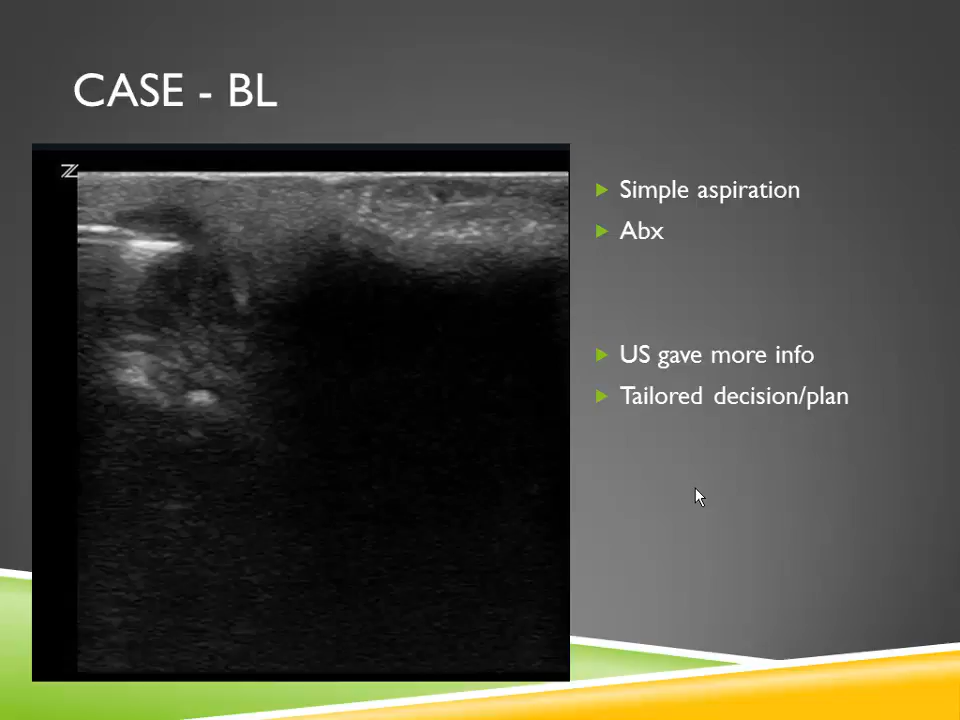 CASE - BL
Z
Simple aspiration
Abx
US gave more info
Tailored decision/plan